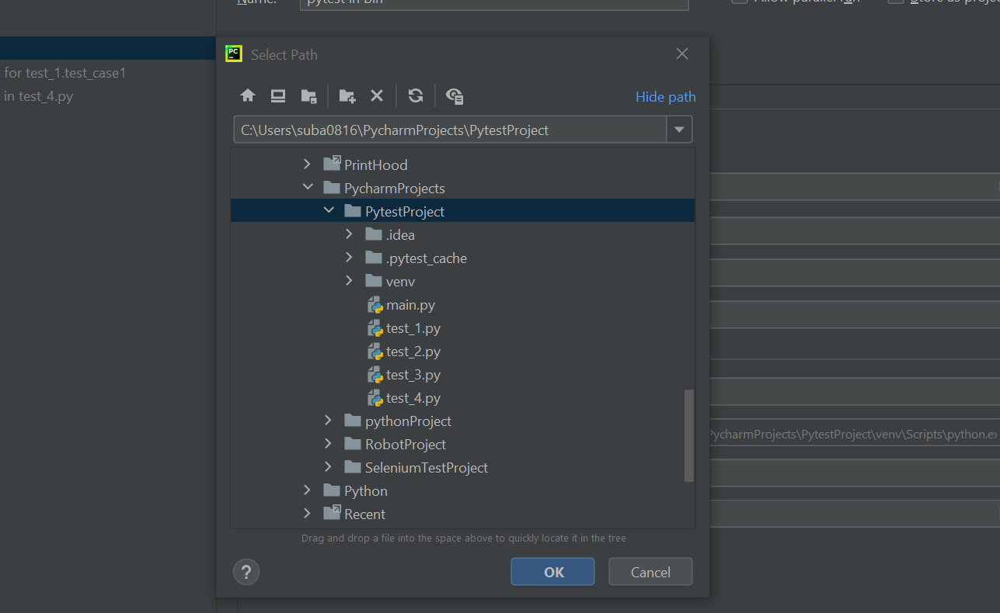 Name:
pytest in bin
Allow parallel run
Store as proje
for test_1.test_case1
in test_4.py
PC
Select Path
Hide path
C:\Users\suba0816\PycharmProjects\PytestProject
PrintHood
PycharmProjects
PytestProject
.idea
.pytest_cache
venv
main.py
test_1.py
test_2.py
test_3.py
test_4.py
pythonProject
RobotProject
SeleniumTestProject
Python
Recent
PycharmProjects\PytestProject\venv\Scripts\python.ex
Drag and drop a file into the space above to quickly locate it in the tree
?
OK
Cancel